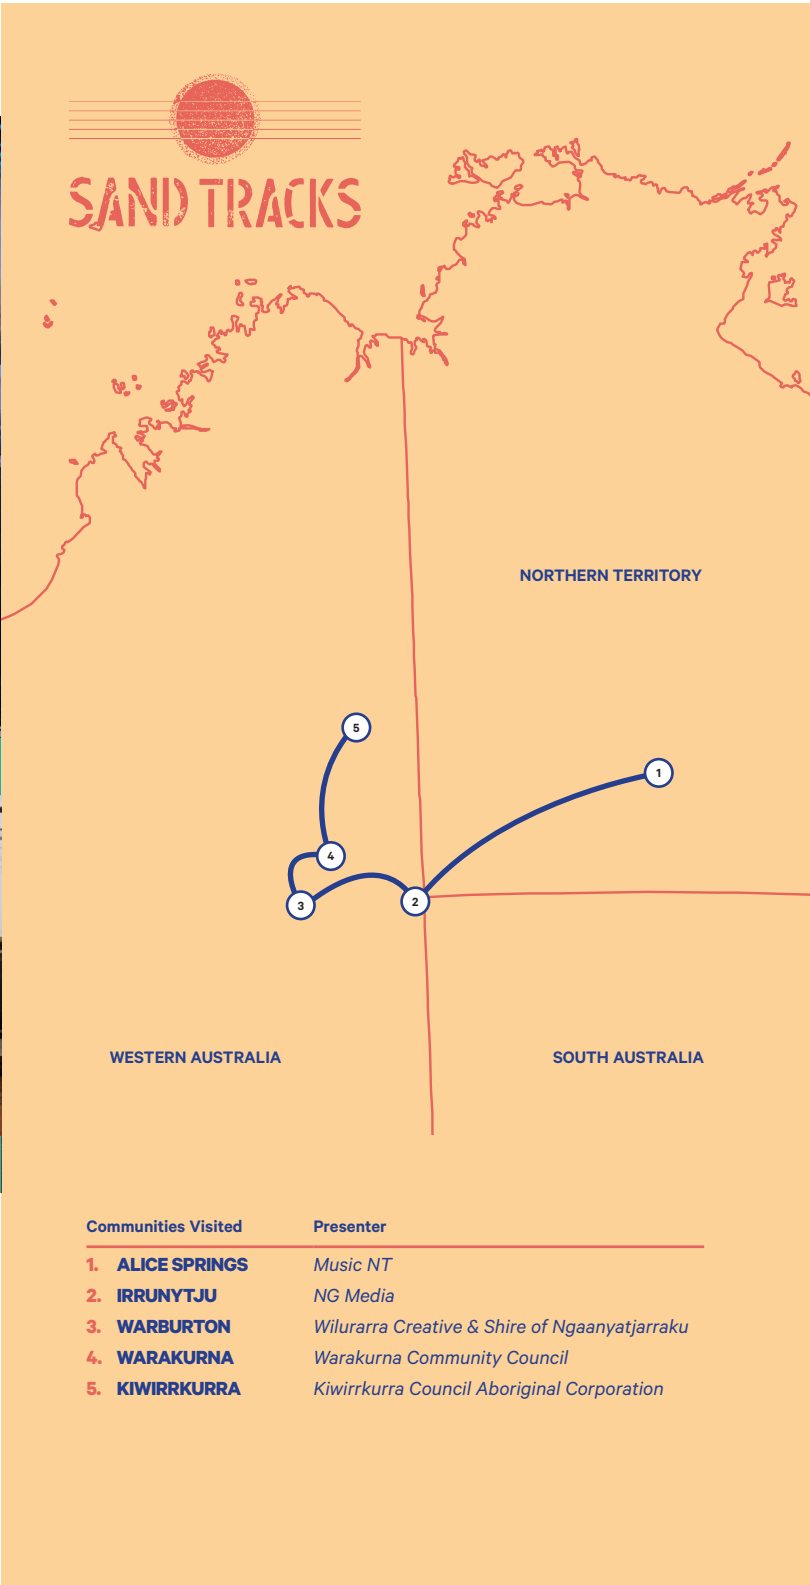 SAND TRACKS
NORTHERN TERRITORY
5
1
4
3
2
WESTERN AUSTRALIA
SOUTH AUSTRALIA
Communities Visited Presenter
1. ALICE SPRINGS Music NT
2. IRRUNYTJU NG Media
3. WARBURTON Wilurarra Creative & Shire of Ngaanyatjarraku
4. WARAKURNA Warakurna Community Council
5. KIWIRRKURRA Kiwirrkurra Council Aboriginal Corporation